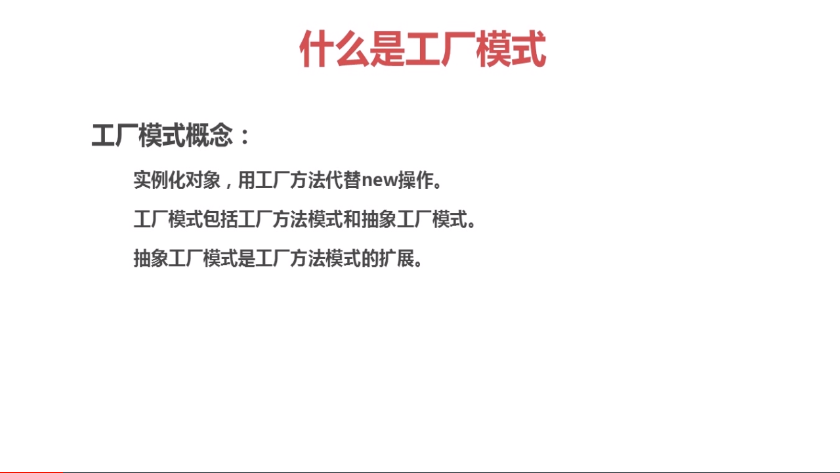 什么是工厂模式
工厂模式概念：
实例化对象，用工厂方法代替new操作。
工厂模式包括工厂方法模式和抽象工厂模式。
抽象工厂模式是工厂方法模式的扩展。